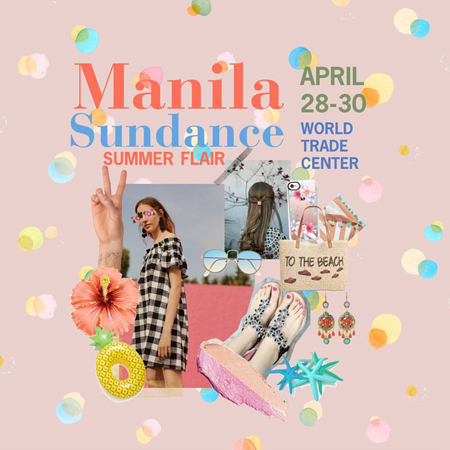 Manila
Sundance
SUMMER FLAIR
APRIL
28-30
WORLD
TRADE
CENTER
TO THE BEACH